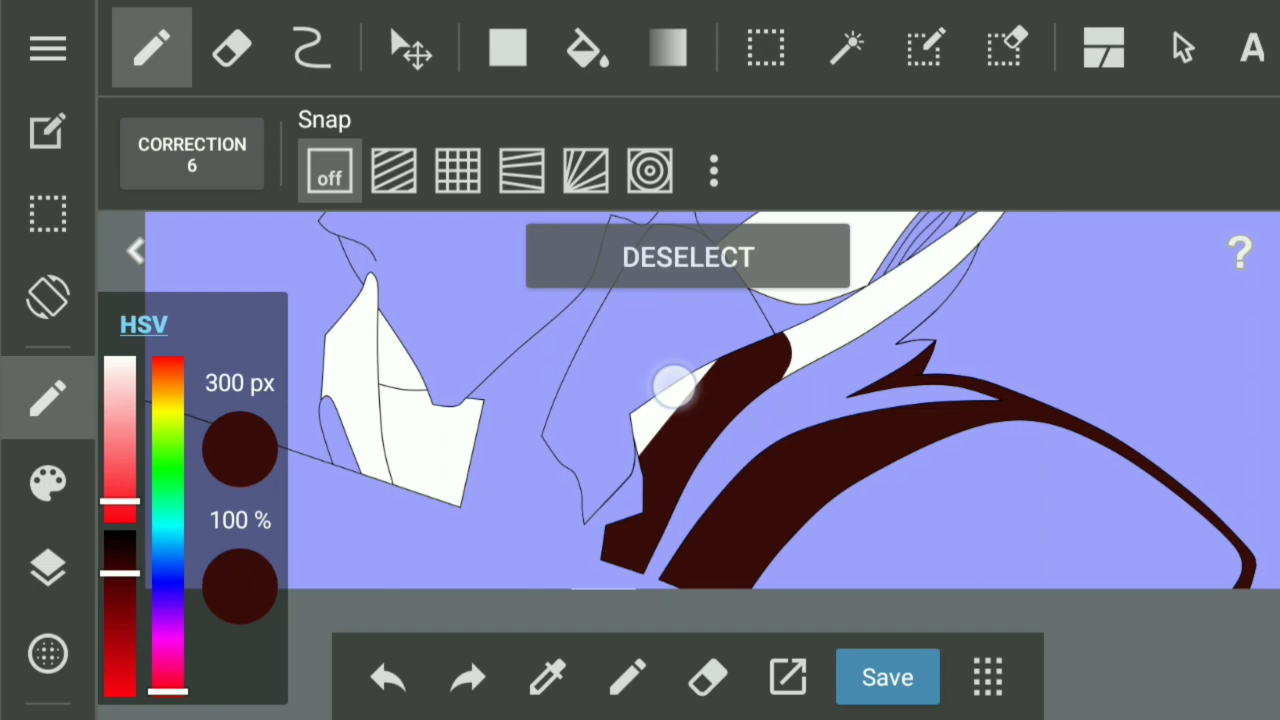 A
CORRECTION
6
Snap
off
DESELECT
?
HSV
300 px
100 %
Save